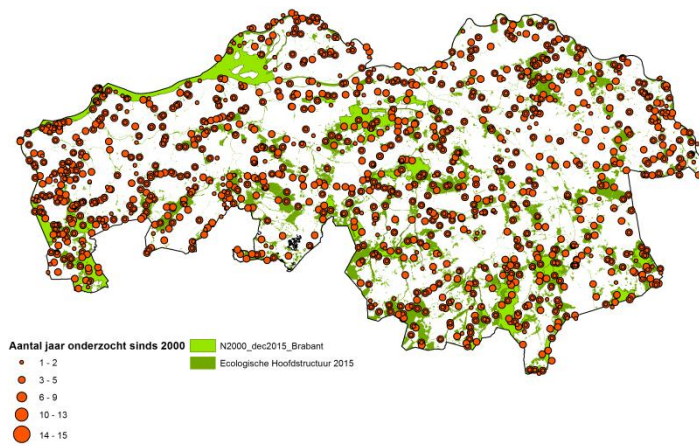 Aantal jaar onderzocht sinds 2000
1 - 2
3 - 5
6 - 9
10 - 13
14 - 15
N2000_dec2015_Brabant
Ecologische Hoofdstructuur 2015